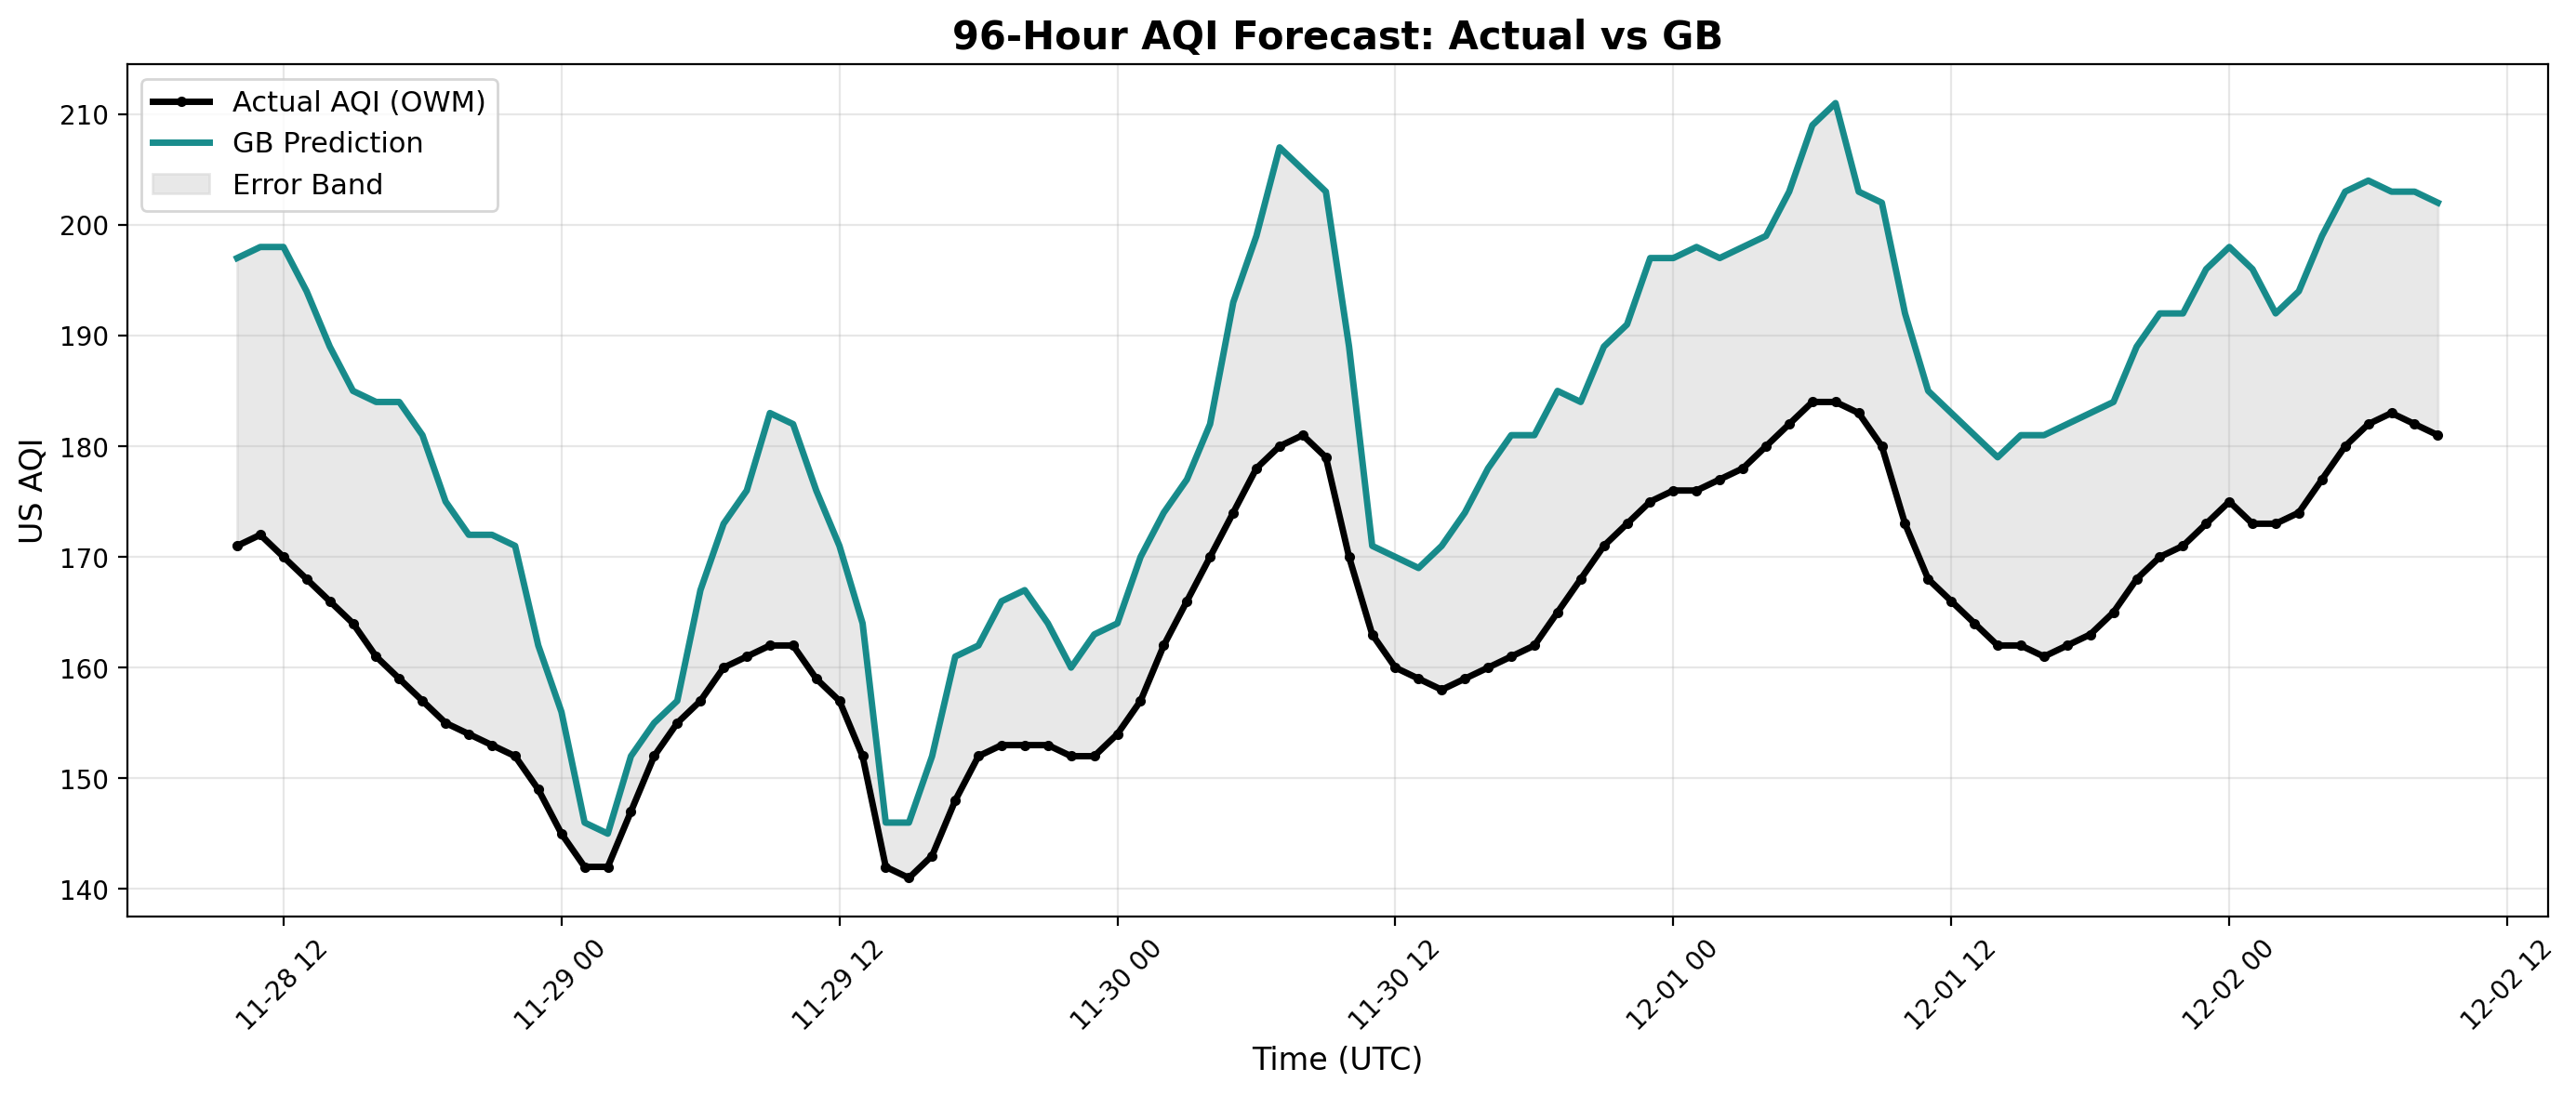 96-Hour AQI Forecast: Actual vs GB
Actual AQI (OWM)
GB Prediction
Error Band
US AQI
210
200
190
180
170
160
150
140
11-28 12
11-29 00
11-29 12
11-30 00
11-30 12
12-01 00
12-01 12
12-02 00
12-02 12
Time (UTC)